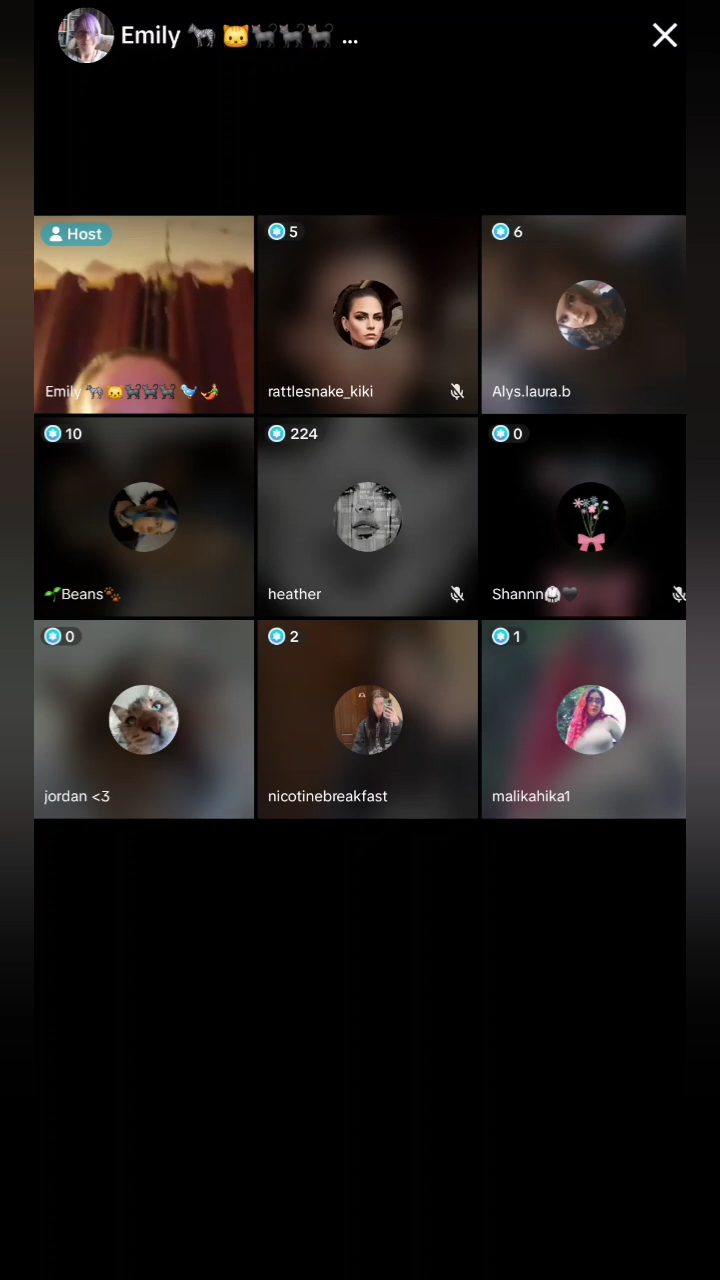 Emily 🦓 🐱🐈‍⬛🐈‍⬛🐈‍⬛ ...
Host
5
6
Emily 🦓🐱🐈‍⬛🐈‍⬛🐈‍⬛🐦🌶️
rattlesnake_kiki
Alys.laura.b
10
224
0
🌱Beans🐾
heather
Shannn🥋🖤
0
2
1
jordan <3
nicotinebreakfast
malikahika1